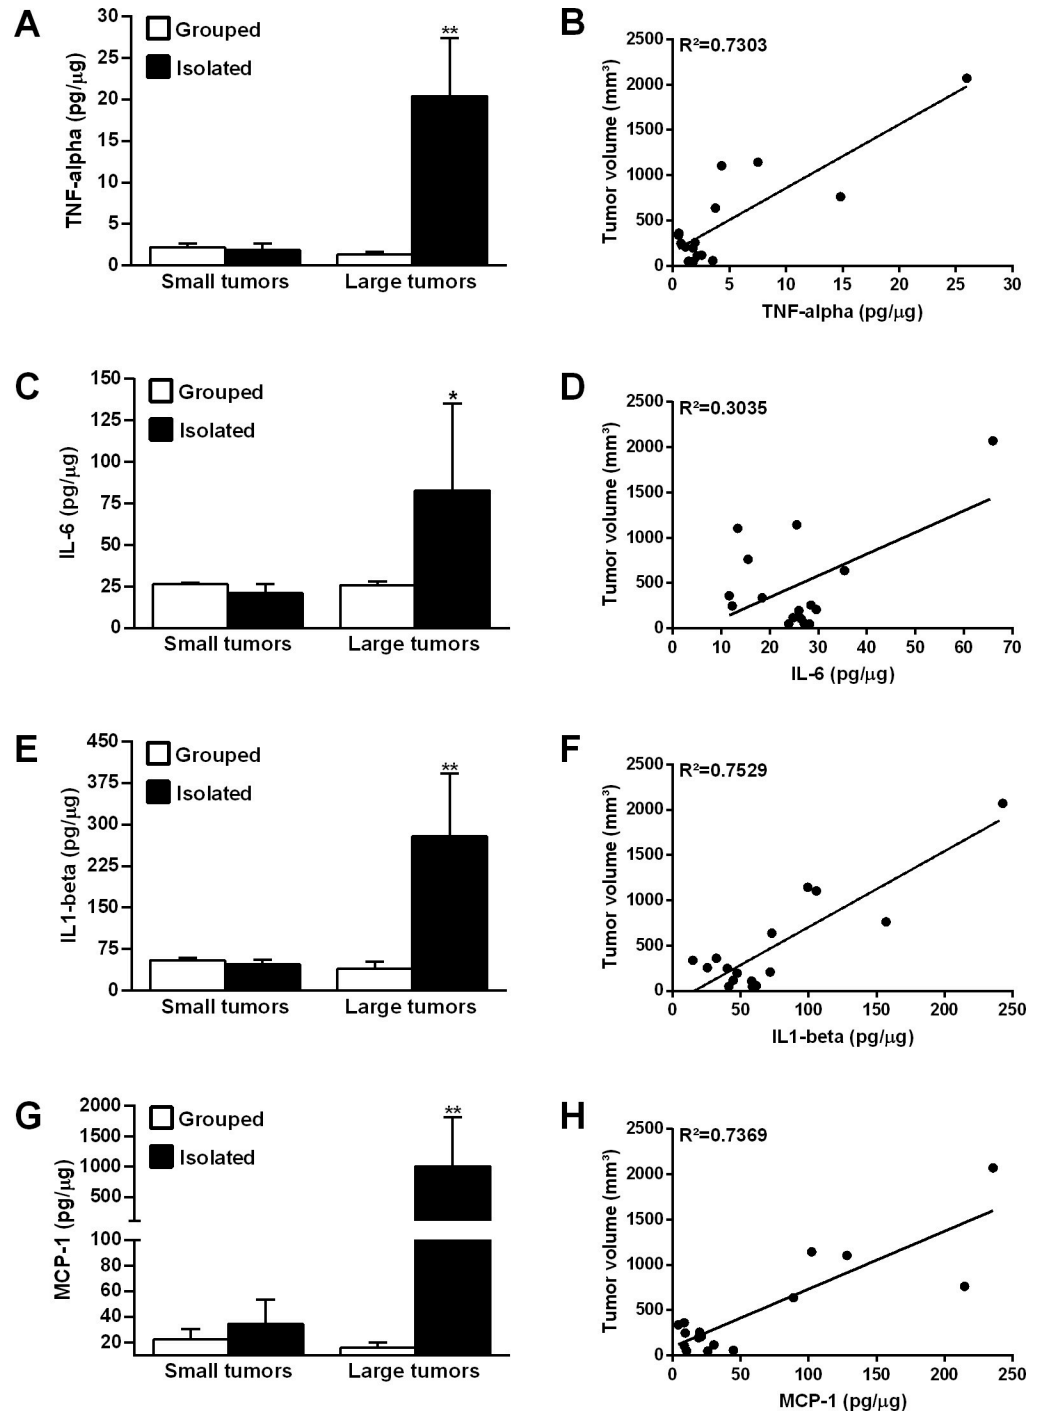 A
TNF-alpha (pg/µg)
30
25
20
15
10
5
0
Grouped
Isolated
**
Small tumors
Large tumors
B
Tumor volume (mm³)
2500
2000
1500
1000
500
0
R²=0.7303
0 5 10 15 20 25 30
TNF-alpha (pg/µg)
C
IL-6 (pg/µg)
150
125
100
75
50
25
0
Grouped
Isolated
*
Small tumors
Large tumors
D
Tumor volume (mm³)
2500
2000
1500
1000
500
0
R²=0.3035
0 10 20 30 40 50 60 70
IL-6 (pg/µg)
E
IL1-beta (pg/µg)
450
375
300
225
150
75
0
Grouped
Isolated
**
Small tumors
Large tumors
F
Tumor volume (mm³)
2500
2000
1500
1000
500
0
R²=0.7529
0 50 100 150 200 250
IL1-beta (pg/µg)
G
MCP-1 (pg/µg)
2000
1500
1000
500
100
80
60
40
20
Grouped
Isolated
**
Small tumors
Large tumors
H
Tumor volume (mm³)
2500
2000
1500
1000
500
0
R²=0.7369
0 50 100 150 200 250
MCP-1 (pg/µg)